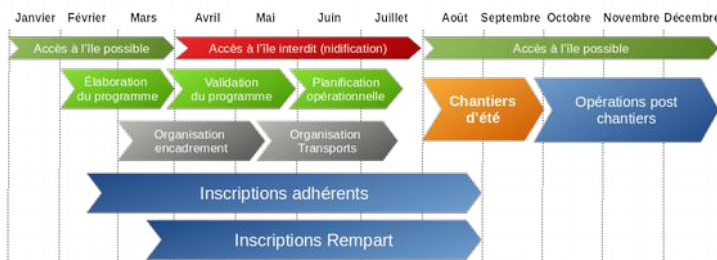 Janvier Février Mars Avril Mai Juin Juillet Août Septembre Octobre Novembre Décembre
Accès à l'île possible Accès à l'île interdit (nidification) Accès à l'île possible
Élaboration
du programme
Validation
du programme
Planification
opérationnelle
Chantiers
d'été
Opérations post
chantiers
Organisation
encadrement
Organisation
Transports
Inscriptions adhérents
Inscriptions Rempart